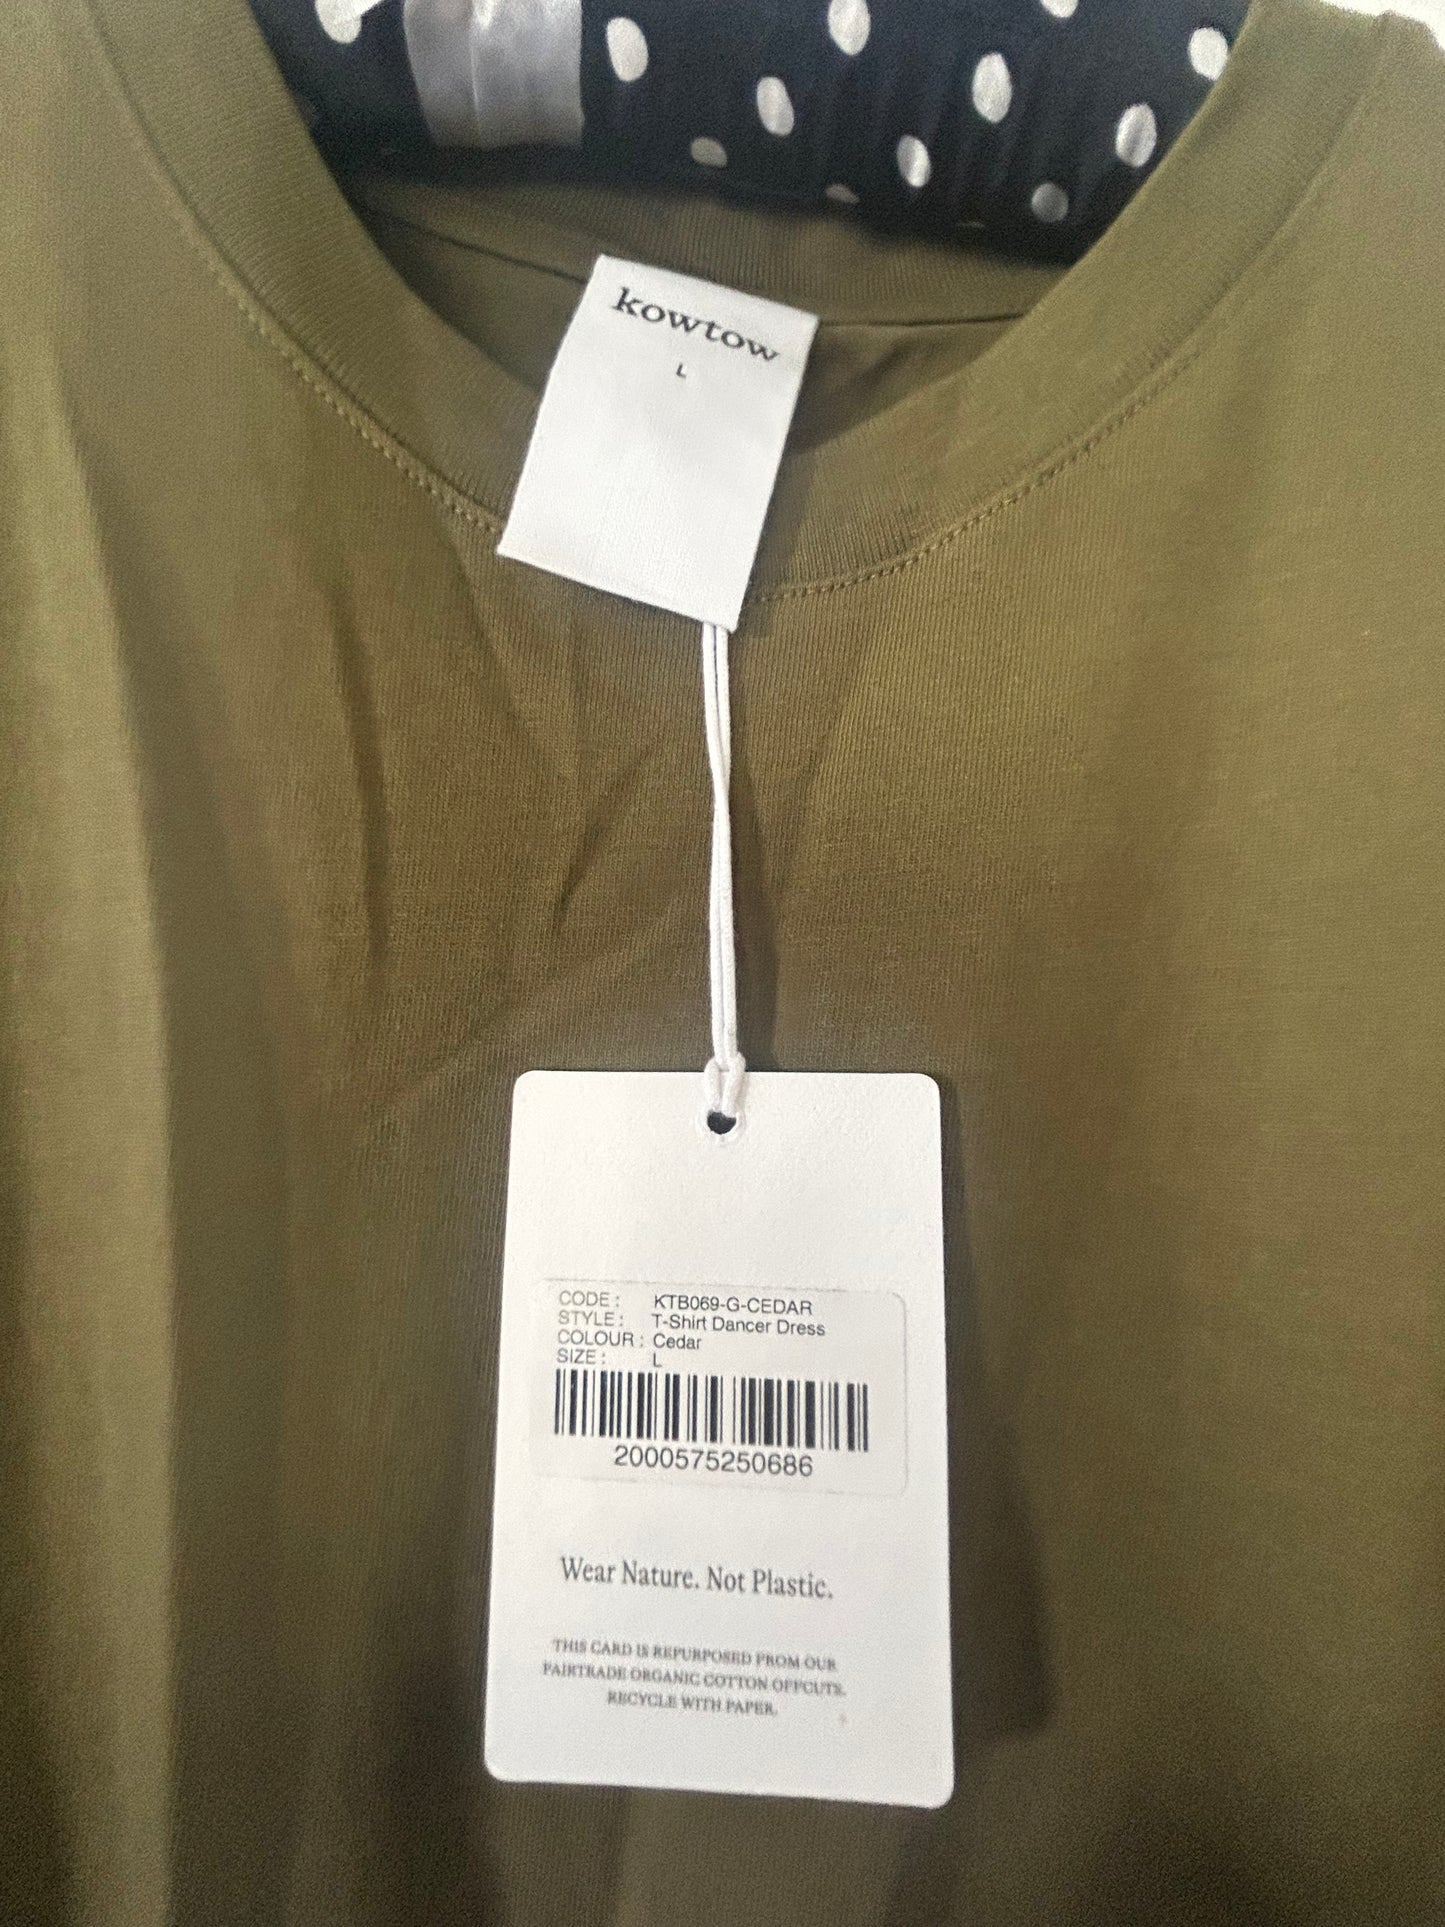 kowtow
L
CODE : KTB069-G-CEDAR
STYLE : T-Shirt Dancer Dress
COLOUR : Cedar
SIZE : L
2000575250686
Wear Nature. Not Plastic.
THIS CARD IS REPURPOSED FROM OUR
FAIRTRADE ORGANIC COTTON OFFCUTS.
RECYCLE WITH PAPER.